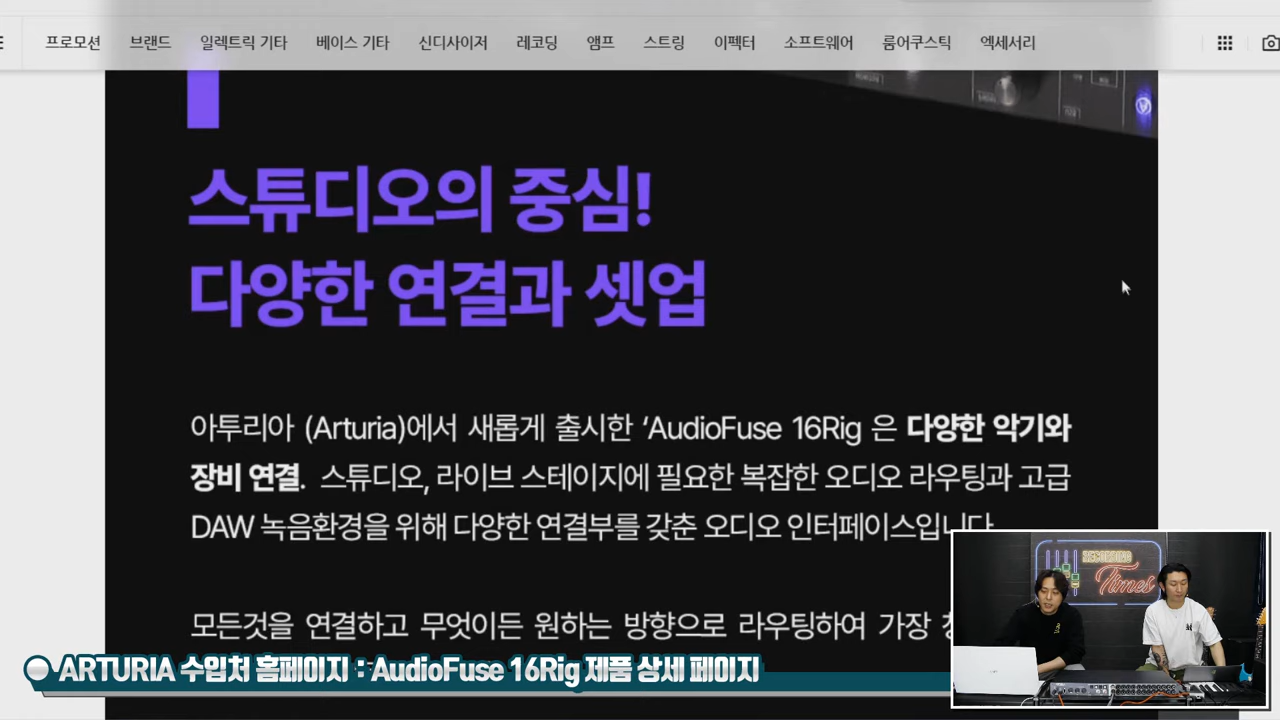 프로모션 브랜드 일렉트릭 기타 베이스 기타 신디사이저 레코딩 앰프 스트링 이펙터 소프트웨어 룸어쿠스틱 엑세서리
스튜디오의 중심!
다양한 연결과 셋업
아투리아 (Arturia)에서 새롭게 출시한 ‘AudioFuse 16Rig 은 다양한 악기와
장비 연결. 스튜디오, 라이브 스테이지에 필요한 복잡한 오디오 라우팅과 고급
DAW 녹음환경을 위해 다양한 연결부를 갖춘 오디오 인터페이스입니다
모든것을 연결하고 무엇이든 원하는 방향으로 라우팅하여 가장
RECORDING
Times
ARTURIA 수입처 홈페이지 : AudioFuse 16Rig 제품 상세 페이지